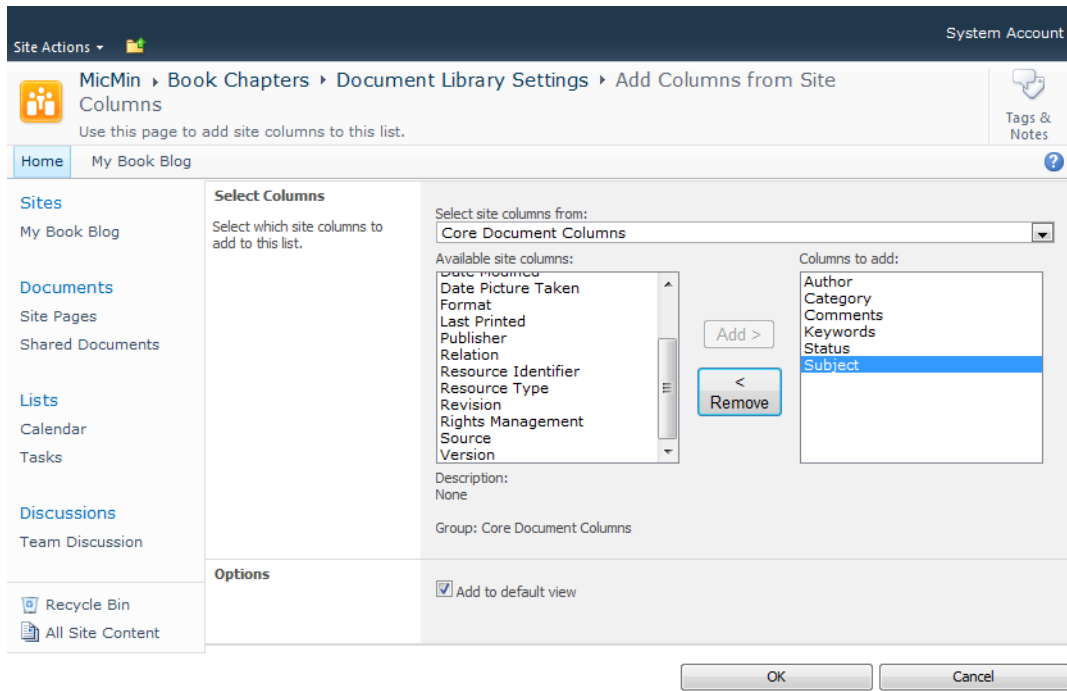 System Account
Site Actions
MicMin ▸ Book Chapters ▸ Document Library Settings ▸ Add Columns from Site
Columns
Use this page to add site columns to this list.
Tags &
Notes
Home
My Book Blog
Sites
My Book Blog
Documents
Site Pages
Shared Documents
Lists
Calendar
Tasks
Discussions
Team Discussion
Recycle Bin
All Site Content
Select Columns
Select which site columns to
add to this list.
Select site columns from:
Core Document Columns
Available site columns:
Date Modified
Date Picture Taken
Format
Last Printed
Publisher
Relation
Resource Identifier
Resource Type
Revision
Rights Management
Source
Version
Add >
<
Remove
Columns to add:
Author
Category
Comments
Keywords
Status
Subject
Description:
None
Group: Core Document Columns
Options
Add to default view
OK
Cancel